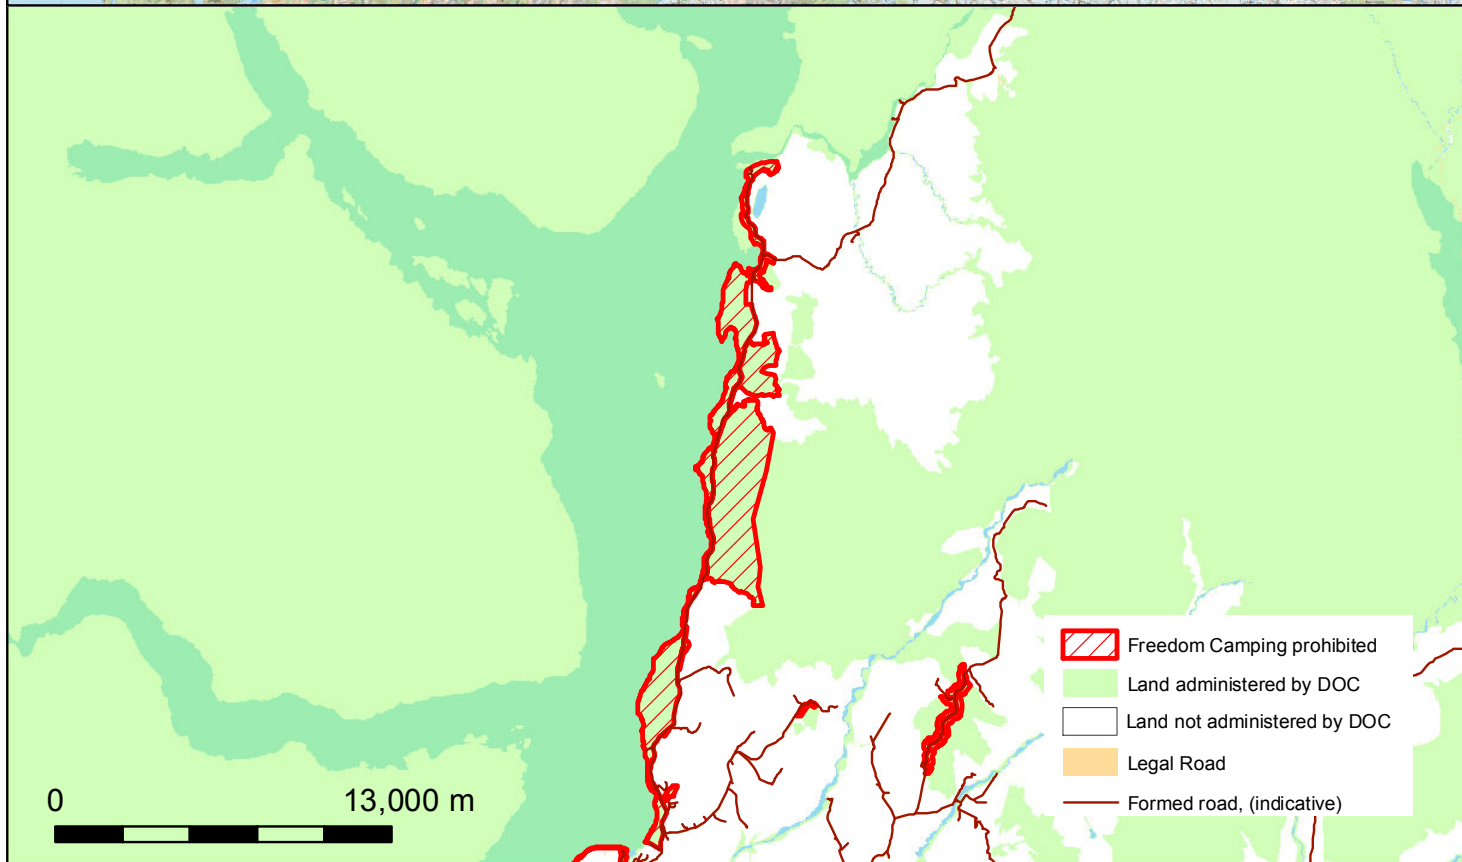 Freedom Camping prohibited
Land administered by DOC
Land not administered by DOC
Legal Road
Formed road, (indicative)
0 13,000 m